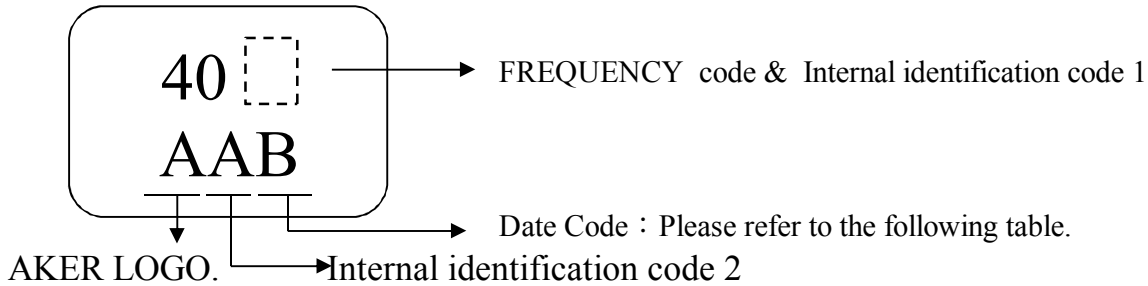 40
FREQUENCY code & Internal identification code 1
AAB
Date Code：Please refer to the following table.
AKER LOGO.
Internal identification code 2